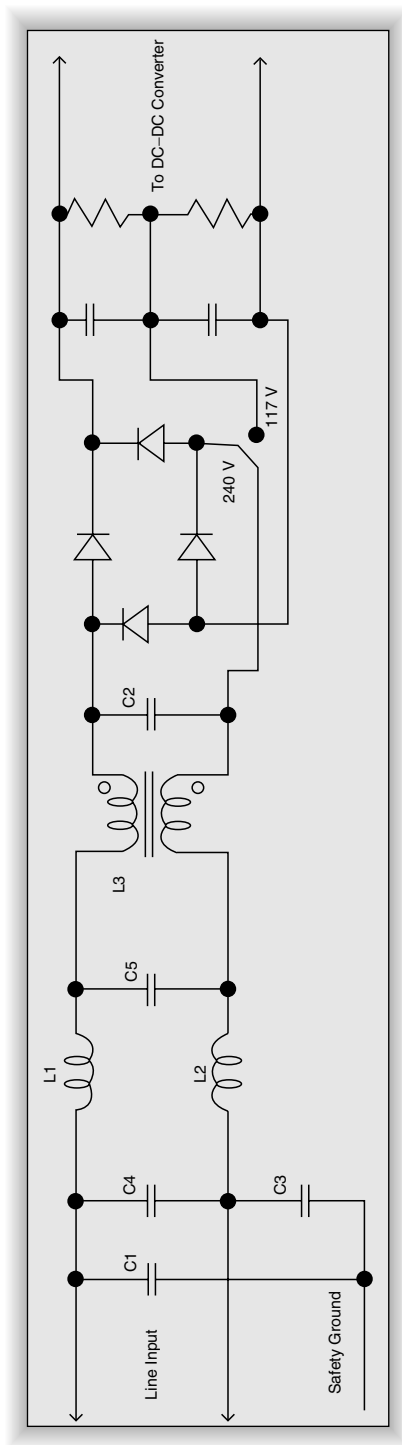 Line Input
Safety Ground
C1
C4
C3
L1
L2
C5
L3
C2
240 V
117 V
To DC–DC Converter